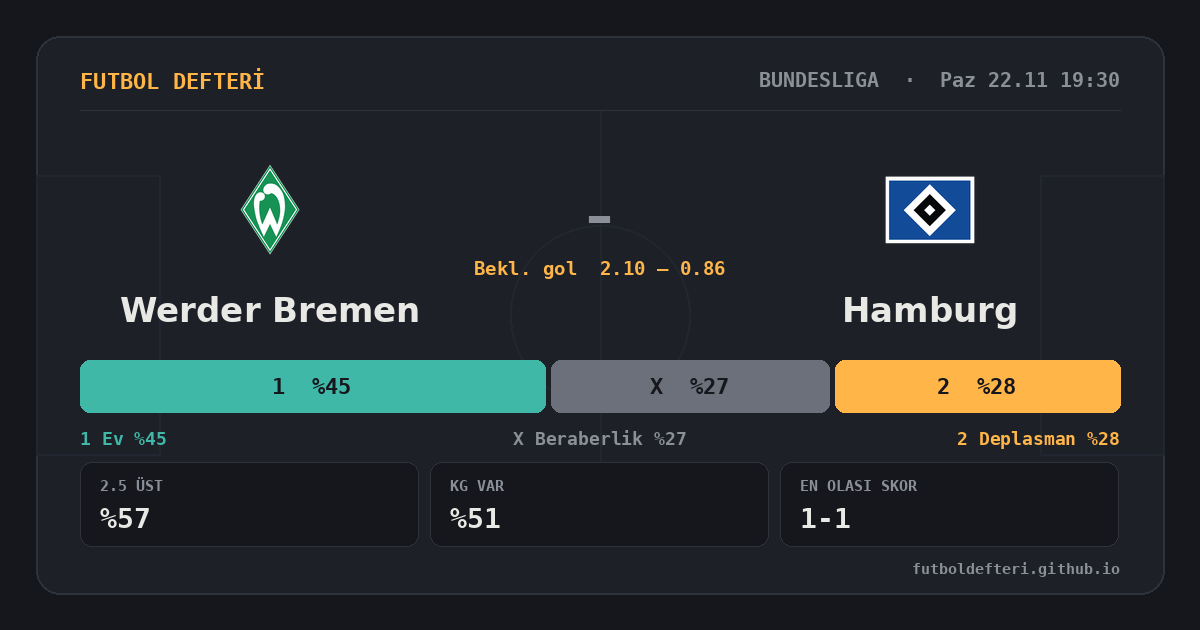 FUTBOL DEFTERİ
BUNDESLIGA · Paz 22.11 19:30
–
Bekl. gol 2.10 – 0.86
Werder Bremen
Hamburg
1 %45
X %27
2 %28
1 Ev %45
X Beraberlik %27
2 Deplasman %28
2.5 ÜST
KG VAR
EN OLASI SKOR
%57
%51
1-1
futboldefteri.github.io